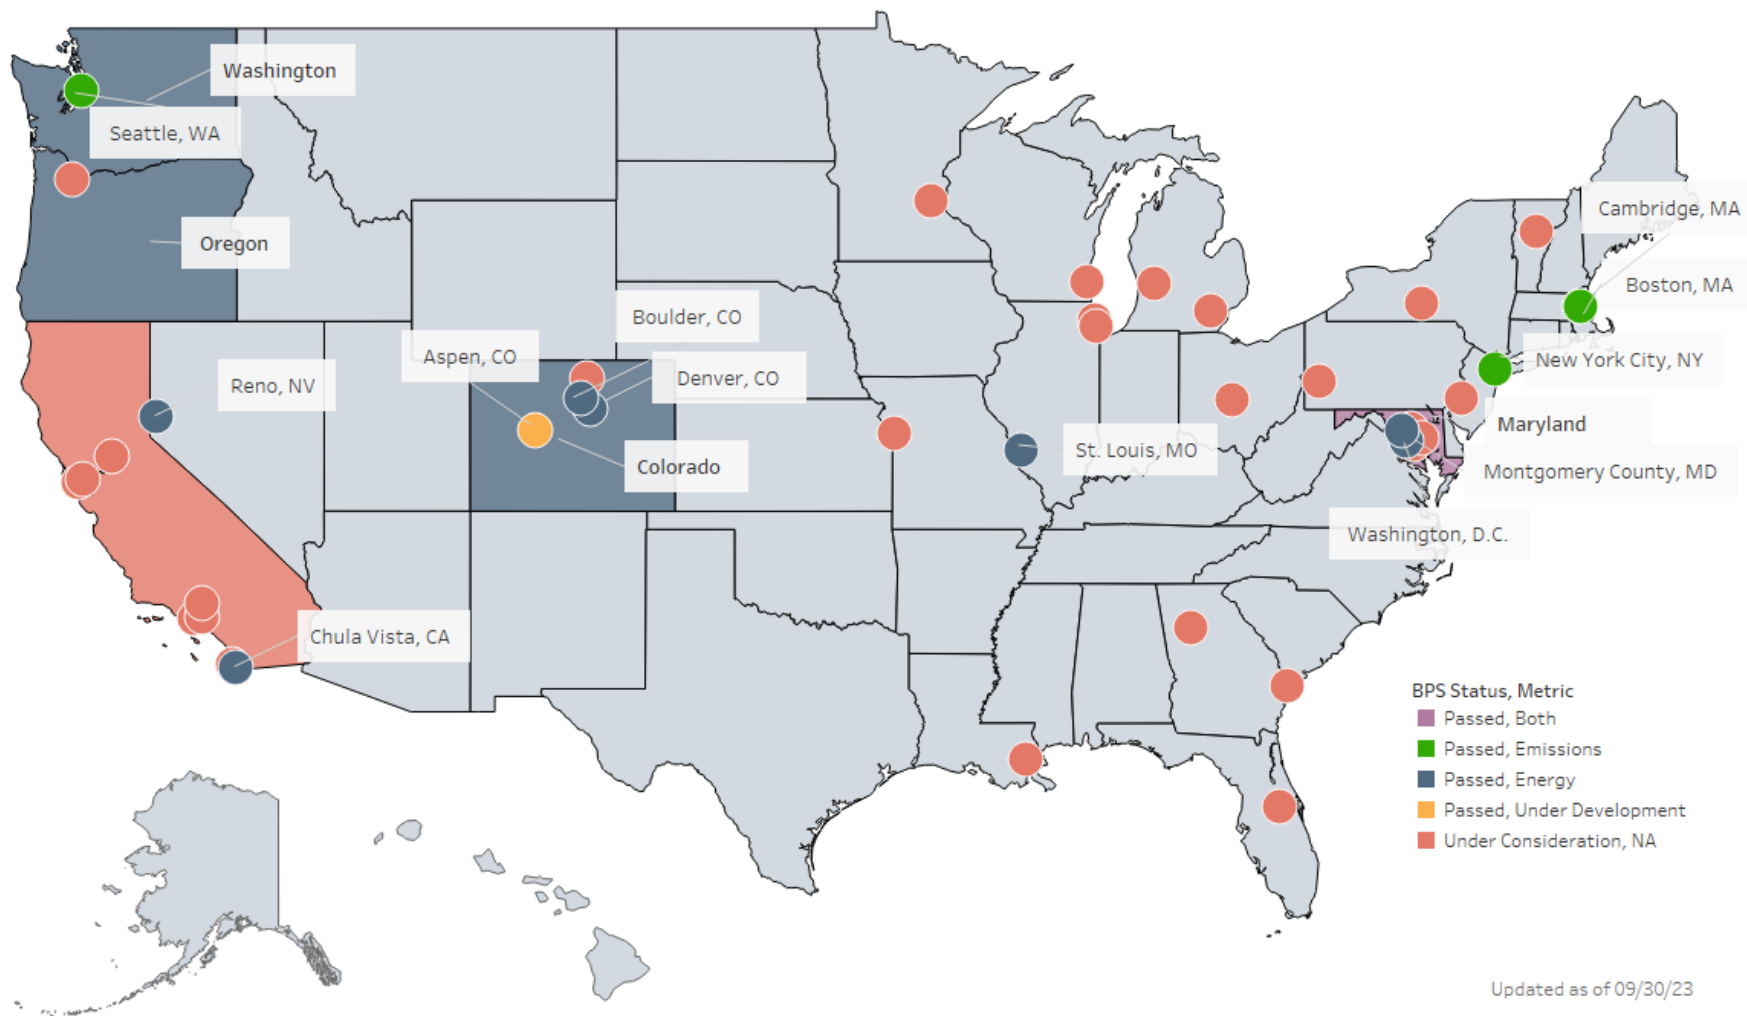 Washington
Seattle, WA
Oregon
Cambridge, MA
Boston, MA
Boulder, CO
Aspen, CO
New York City, NY
Denver, CO
Reno, NV
Maryland
St. Louis, MO
Colorado
Montgomery County, MD
Washington, D.C.
Chula Vista, CA
BPS Status, Metric
Passed, Both
Passed, Emissions
Passed, Energy
Passed, Under Development
Under Consideration, NA
Updated as of 09/30/23